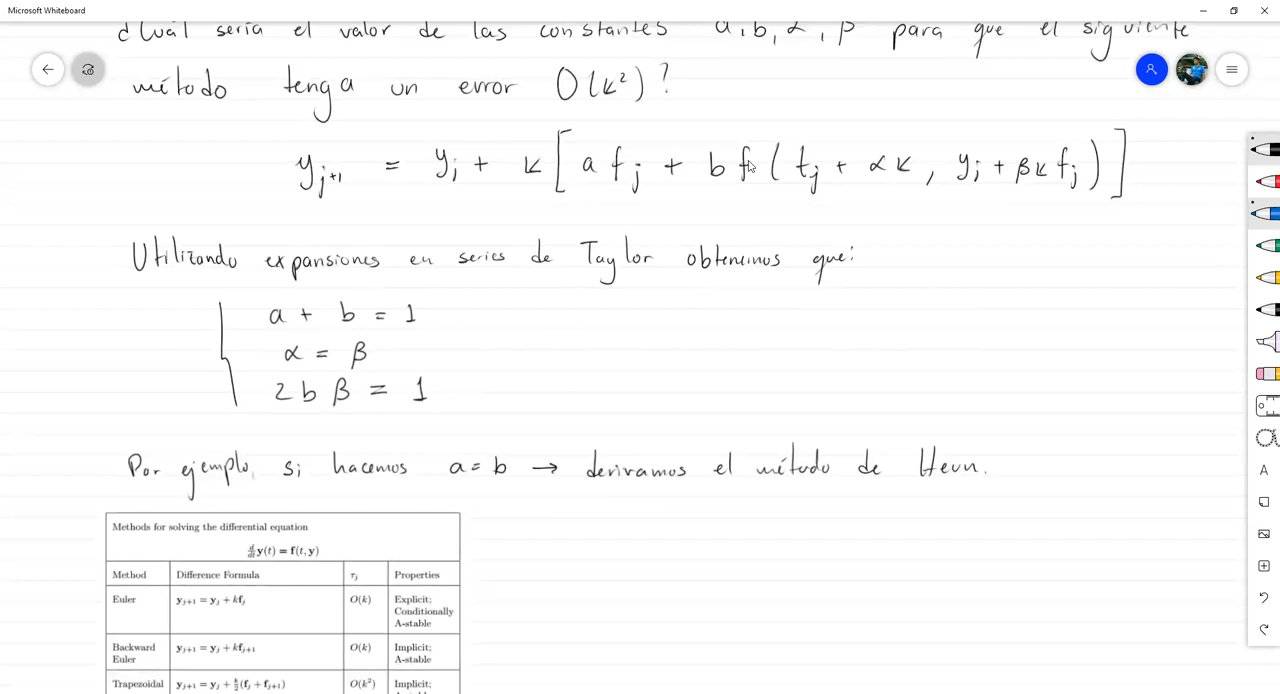 Microsoft Whiteboard
¿Cuál sería el valor de las constantes a, b, α, β para que el siguiente
método tenga un error O(k²)?
y_{j+1} = y_j + k [ a f_j + b f ( t_j + α k , y_j + β k f_j ) ]
Utilizando expansiones en series de Taylor obtenemos que:
a + b = 1
α = β
2 b β = 1
Por ejemplo, si hacemos a = b → derivamos el método de Heun.
Methods for solving the differential equation
d/dt y(t) = f(t, y)
Method Difference Formula τ_j Properties
Euler y_{j+1} = y_j + kf_j O(k) Explicit; Conditionally A-stable
Backward Euler y_{j+1} = y_j + kf_{j+1} O(k) Implicit; A-stable
Trapezoidal y_{j+1} = y_j + k/2 (f_j + f_{j+1}) O(k²) Implicit;